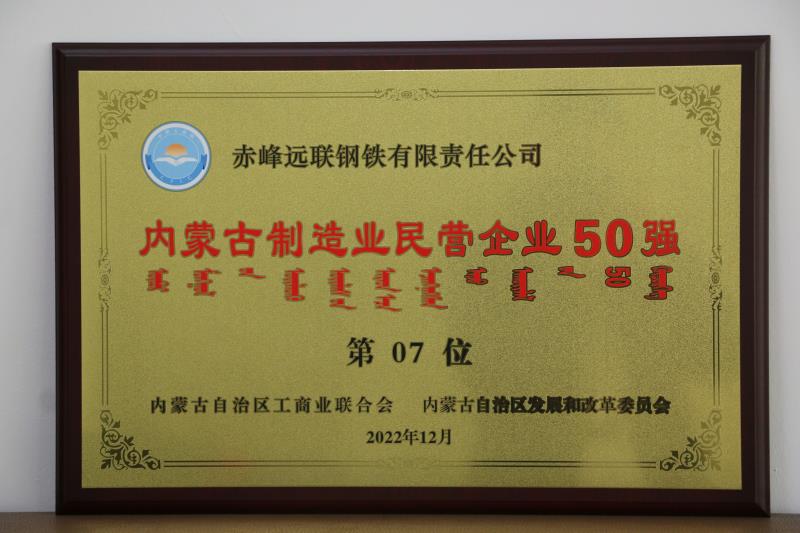 赤峰远联钢铁有限责任公司
内蒙古制造业民营企业50强
50
第 07 位
内蒙古自治区工商业联合会 内蒙古自治区发展和改革委员会
2022年12月